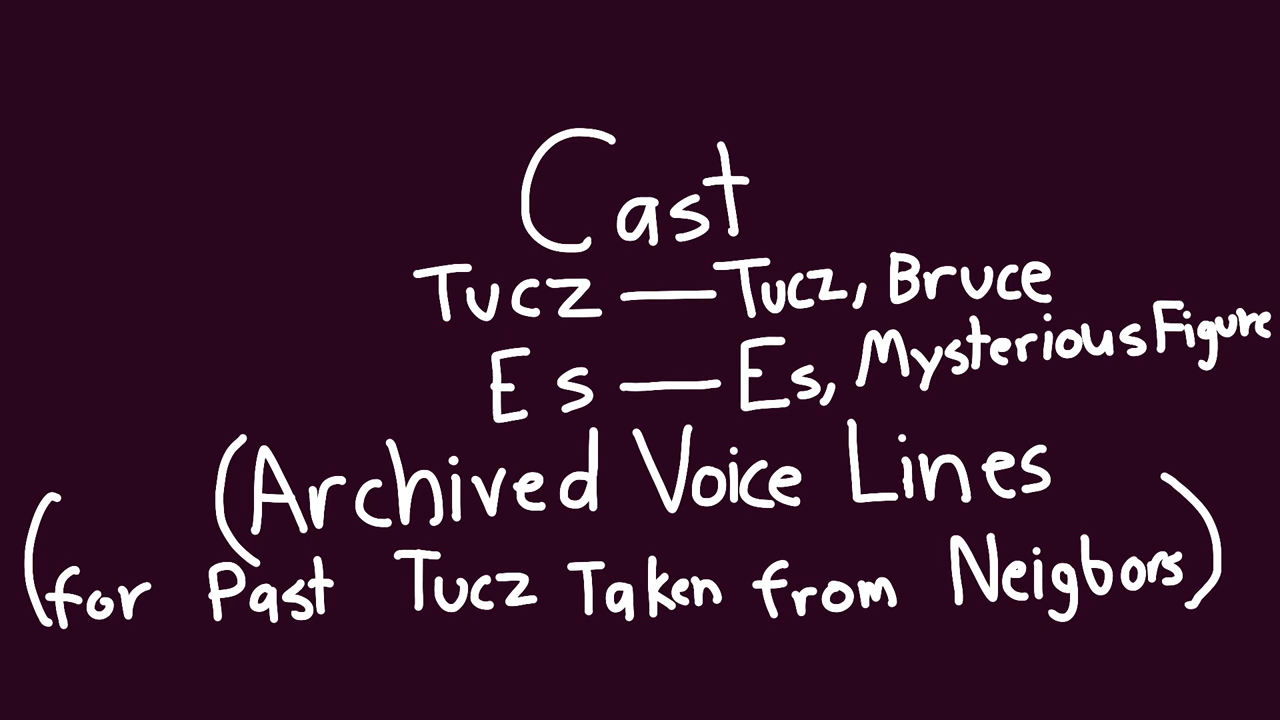 Cast
Tucz — Tucz, Bruce
Es — Es, Mysterious Figure
(Archived Voice Lines
(for Past Tucz Taken from Neigbors)